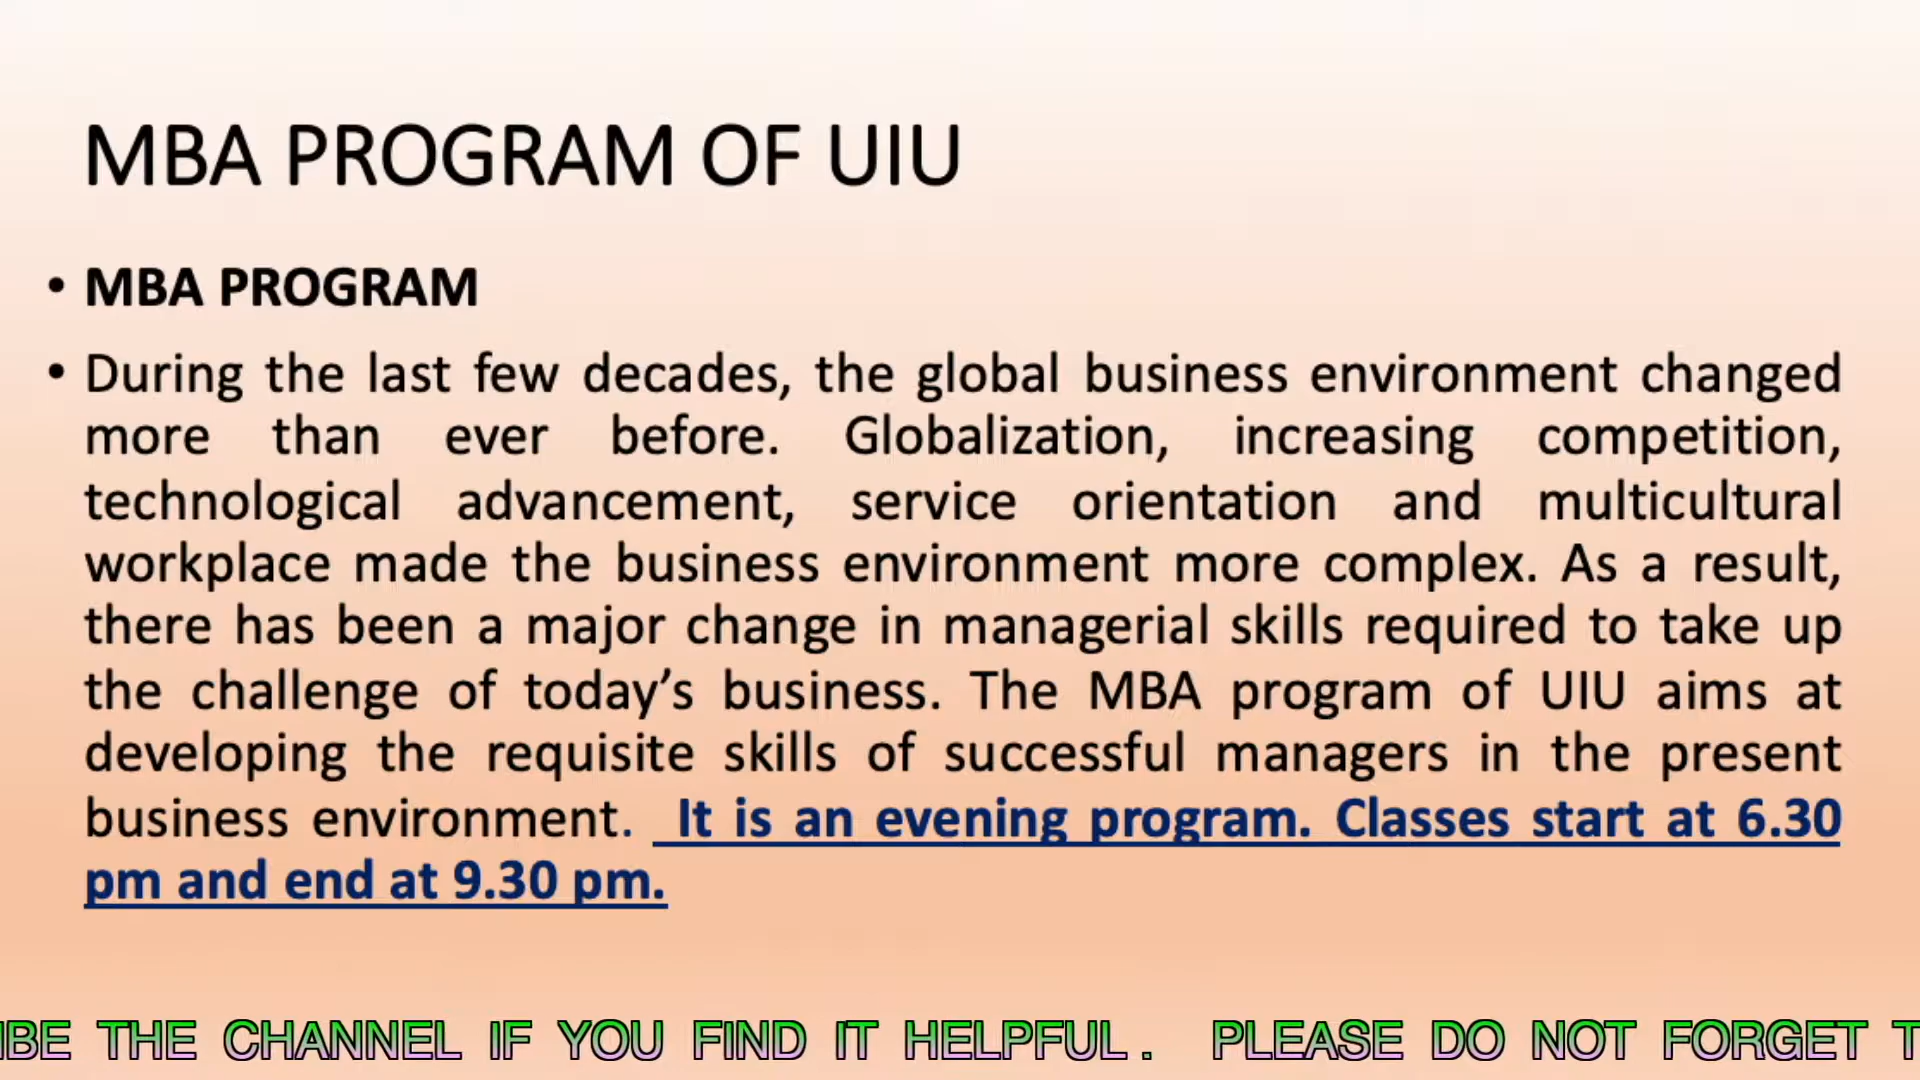 MBA PROGRAM OF UIU
• MBA PROGRAM
• During the last few decades, the global business environment changed
more than ever before. Globalization, increasing competition,
technological advancement, service orientation and multicultural
workplace made the business environment more complex. As a result,
there has been a major change in managerial skills required to take up
the challenge of today’s business. The MBA program of UIU aims at
developing the requisite skills of successful managers in the present
business environment. It is an evening program. Classes start at 6.30
pm and end at 9.30 pm.
THE CHANNEL IF YOU FIND IT HELPFUL. PLEASE DO NOT FORGET